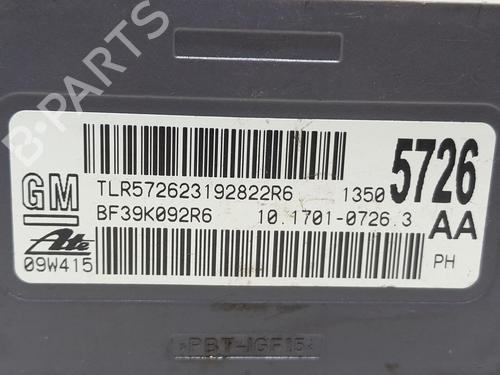 B-PARTS
GM
TLR572623192822R6 1350 5726
BF39K092R6 10.1701-0726.3 AA
Ate
09W415 PH
>PBT-IGF15<